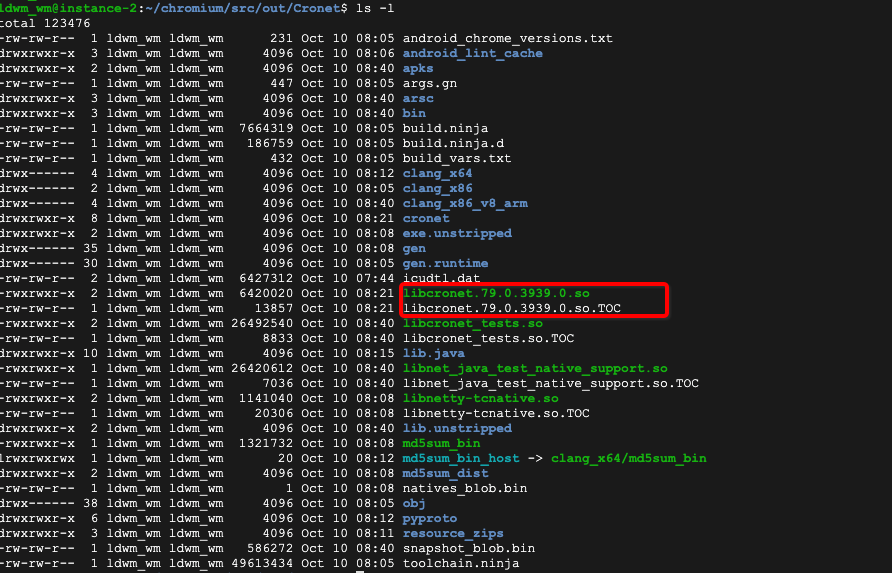 ldwm_wm@instance-2:~/chromium/src/out/Cronet$ ls -l
total 123476
-rw-rw-r-- 1 ldwm_wm ldwm_wm 231 Oct 10 08:05 android_chrome_versions.txt
drwxrwxr-x 3 ldwm_wm ldwm_wm 4096 Oct 10 08:06 android_lint_cache
drwxrwxr-x 2 ldwm_wm ldwm_wm 4096 Oct 10 08:40 apks
-rw-rw-r-- 1 ldwm_wm ldwm_wm 447 Oct 10 08:05 args.gn
drwxrwxr-x 3 ldwm_wm ldwm_wm 4096 Oct 10 08:40 arsc
drwxrwxr-x 3 ldwm_wm ldwm_wm 4096 Oct 10 08:40 bin
-rw-rw-r-- 1 ldwm_wm ldwm_wm 7664319 Oct 10 08:05 build.ninja
-rw-rw-r-- 1 ldwm_wm ldwm_wm 186759 Oct 10 08:05 build.ninja.d
-rw-rw-r-- 1 ldwm_wm ldwm_wm 432 Oct 10 08:05 build_vars.txt
drwx------ 4 ldwm_wm ldwm_wm 4096 Oct 10 08:12 clang_x64
drwx------ 2 ldwm_wm ldwm_wm 4096 Oct 10 08:05 clang_x86
drwx------ 4 ldwm_wm ldwm_wm 4096 Oct 10 08:40 clang_x86_v8_arm
drwxrwxr-x 8 ldwm_wm ldwm_wm 4096 Oct 10 08:21 cronet
drwxrwxr-x 2 ldwm_wm ldwm_wm 4096 Oct 10 08:08 exe.unstripped
drwx------ 35 ldwm_wm ldwm_wm 4096 Oct 10 08:08 gen
drwx------ 30 ldwm_wm ldwm_wm 4096 Oct 10 08:05 gen.runtime
-rw-rw-r-- 2 ldwm_wm ldwm_wm 6427312 Oct 10 07:44 icudtl.dat
-rwxrwxr-x 2 ldwm_wm ldwm_wm 6420020 Oct 10 08:21 libcronet.79.0.3939.0.so
-rw-rw-r-- 1 ldwm_wm ldwm_wm 13857 Oct 10 08:21 libcronet.79.0.3939.0.so.TOC
-rwxrwxr-x 2 ldwm_wm ldwm_wm 26492540 Oct 10 08:40 libcronet_tests.so
-rw-rw-r-- 1 ldwm_wm ldwm_wm 8833 Oct 10 08:40 libcronet_tests.so.TOC
drwxrwxr-x 10 ldwm_wm ldwm_wm 4096 Oct 10 08:15 lib.java
-rwxrwxr-x 1 ldwm_wm ldwm_wm 26420612 Oct 10 08:40 libnet_java_test_native_support.so
-rw-rw-r-- 1 ldwm_wm ldwm_wm 7036 Oct 10 08:40 libnet_java_test_native_support.so.TOC
-rwxrwxr-x 2 ldwm_wm ldwm_wm 1141040 Oct 10 08:08 libnetty-tcnative.so
-rw-rw-r-- 1 ldwm_wm ldwm_wm 20306 Oct 10 08:08 libnetty-tcnative.so.TOC
drwxrwxr-x 2 ldwm_wm ldwm_wm 4096 Oct 10 08:40 lib.unstripped
-rwxrwxr-x 1 ldwm_wm ldwm_wm 1321732 Oct 10 08:08 md5sum_bin
lrwxrwxrwx 1 ldwm_wm ldwm_wm 20 Oct 10 08:12 md5sum_bin_host -> clang_x64/md5sum_bin
drwxrwxr-x 2 ldwm_wm ldwm_wm 4096 Oct 10 08:08 md5sum_dist
-rw-rw-r-- 1 ldwm_wm ldwm_wm 1 Oct 10 08:08 natives_blob.bin
drwx------ 38 ldwm_wm ldwm_wm 4096 Oct 10 08:05 obj
drwxrwxr-x 6 ldwm_wm ldwm_wm 4096 Oct 10 08:12 pyproto
drwxrwxr-x 3 ldwm_wm ldwm_wm 4096 Oct 10 08:11 resource_zips
-rw-rw-r-- 1 ldwm_wm ldwm_wm 586272 Oct 10 08:40 snapshot_blob.bin
-rw-rw-r-- 1 ldwm_wm ldwm_wm 49613434 Oct 10 08:05 toolchain.ninja